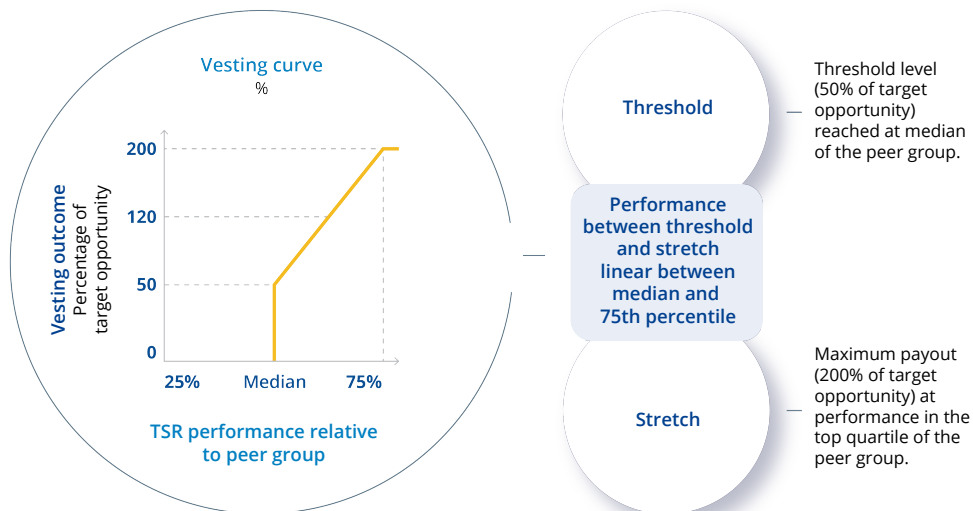 Vesting curve
%
Vesting outcome
Percentage of
target opportunity
200
120
50
0
25%
Median
75%
TSR performance relative
to peer group
Threshold
Threshold level
(50% of target
opportunity)
reached at median
of the peer group.
Performance
between threshold
and stretch
linear between
median and
75th percentile
Stretch
Maximum payout
(200% of target
opportunity) at
performance in the
top quartile of the
peer group.